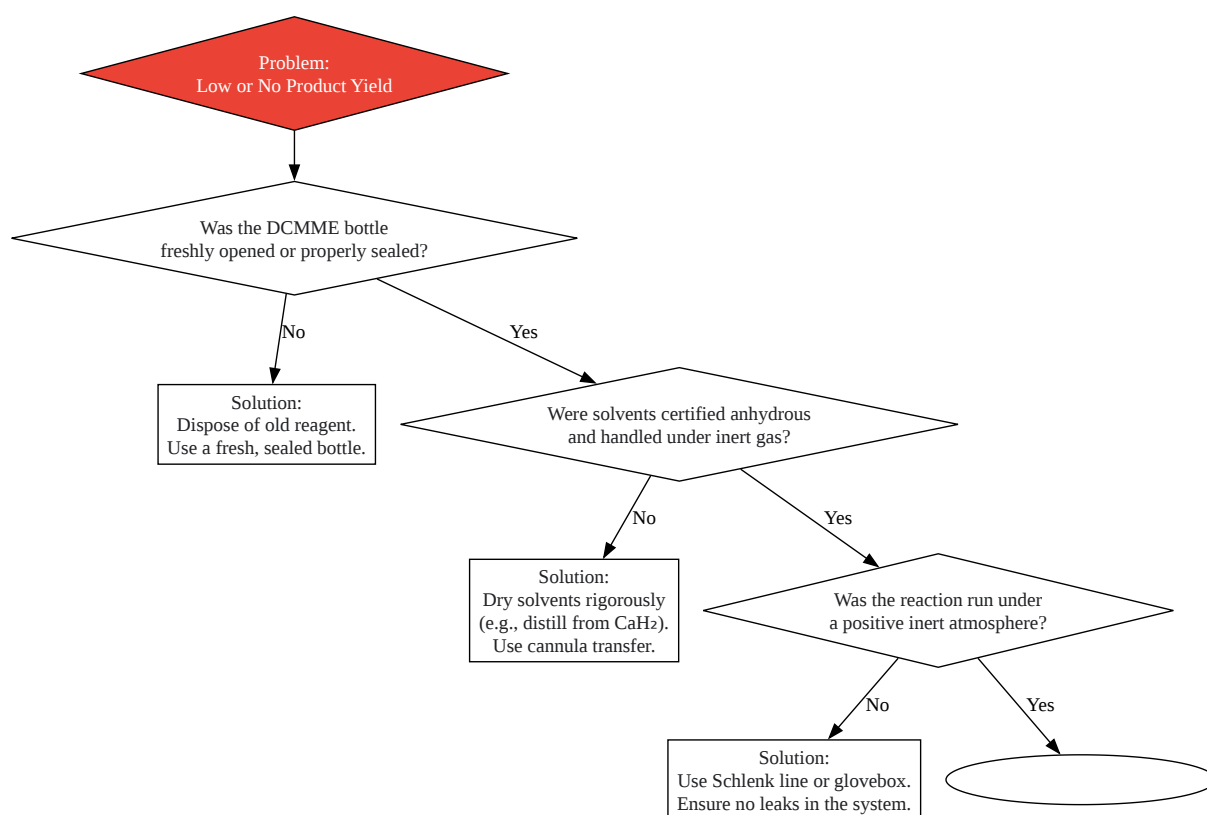 Problem:
Low or No Product Yield
Was the DCMME bottle
freshly opened or properly sealed?
No
Yes
Solution:
Dispose of old reagent.
Use a fresh, sealed bottle.
Were solvents certified anhydrous
and handled under inert gas?
No
Yes
Solution:
Dry solvents rigorously
(e.g., distill from CaH₂).
Use cannula transfer.
Was the reaction run under
a positive inert atmosphere?
No
Yes
Solution:
Use Schlenk line or glovebox.
Ensure no leaks in the system.